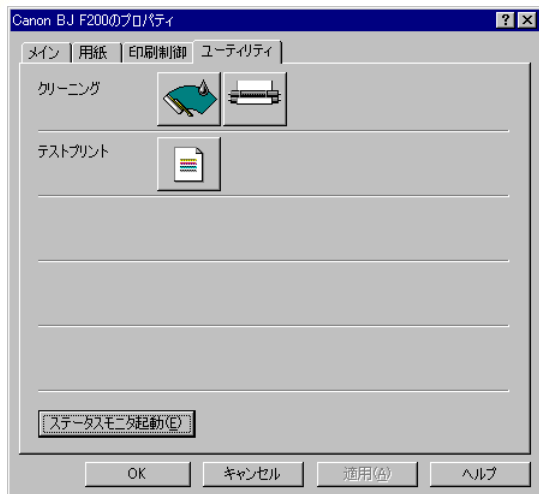 Canon BJ F200のプロパティ
メイン 用紙 印刷制御 ユーティリティ
クリーニング
テストプリント
ステータスモニタ起動(E)
OK キャンセル 適用(A) ヘルプ